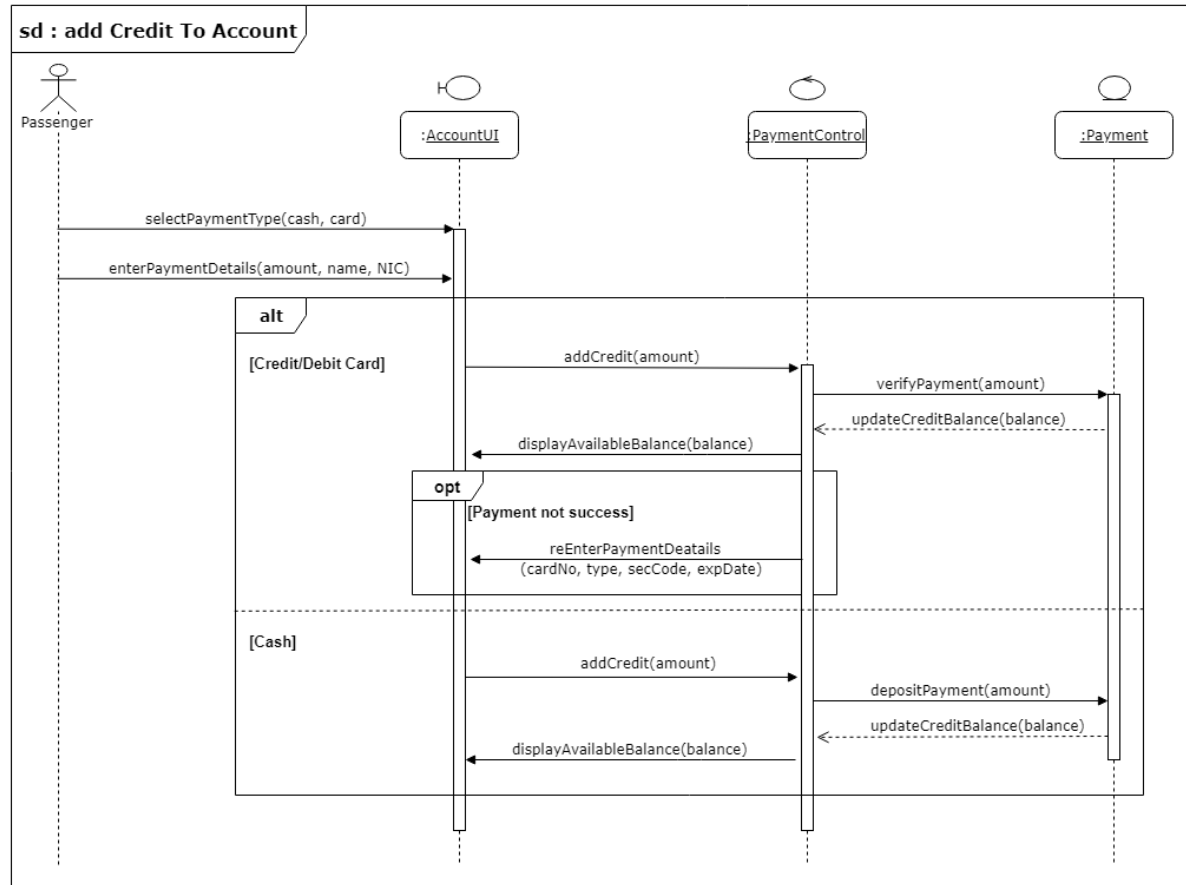 sd : add Credit To Account
Passenger
:AccountUI
:PaymentControl
:Payment
selectPaymentType(cash, card)
enterPaymentDetails(amount, name, NIC)
alt
[Credit/Debit Card]
addCredit(amount)
verifyPayment(amount)
updateCreditBalance(balance)
displayAvailableBalance(balance)
opt
[Payment not success]
reEnterPaymentDeatails
(cardNo, type, secCode, expDate)
[Cash]
addCredit(amount)
depositPayment(amount)
updateCreditBalance(balance)
displayAvailableBalance(balance)